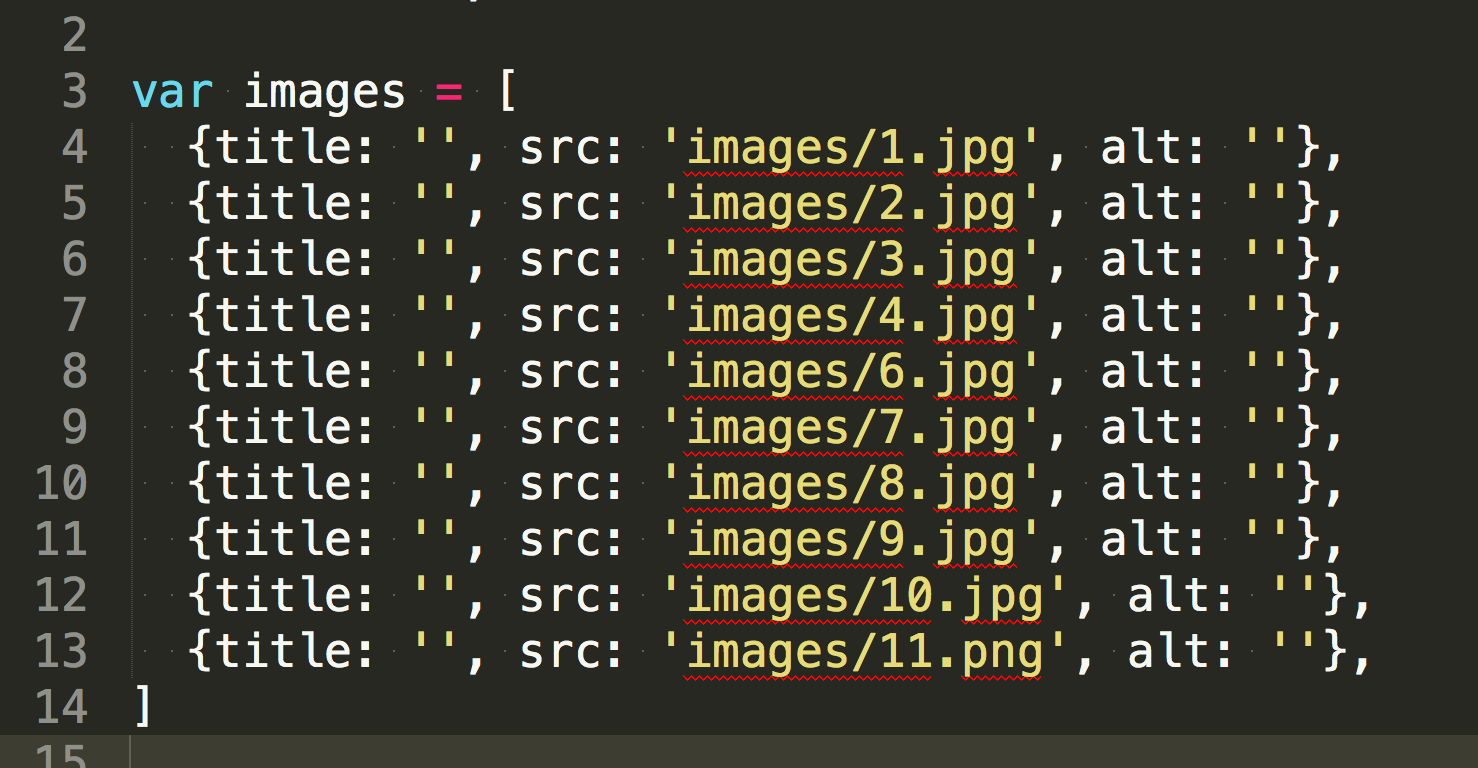 2
3 var images = [
4 {title: '', src: 'images/1.jpg', alt: ''},
5 {title: '', src: 'images/2.jpg', alt: ''},
6 {title: '', src: 'images/3.jpg', alt: ''},
7 {title: '', src: 'images/4.jpg', alt: ''},
8 {title: '', src: 'images/6.jpg', alt: ''},
9 {title: '', src: 'images/7.jpg', alt: ''},
10 {title: '', src: 'images/8.jpg', alt: ''},
11 {title: '', src: 'images/9.jpg', alt: ''},
12 {title: '', src: 'images/10.jpg', alt: ''},
13 {title: '', src: 'images/11.png', alt: ''},
14 ]
15